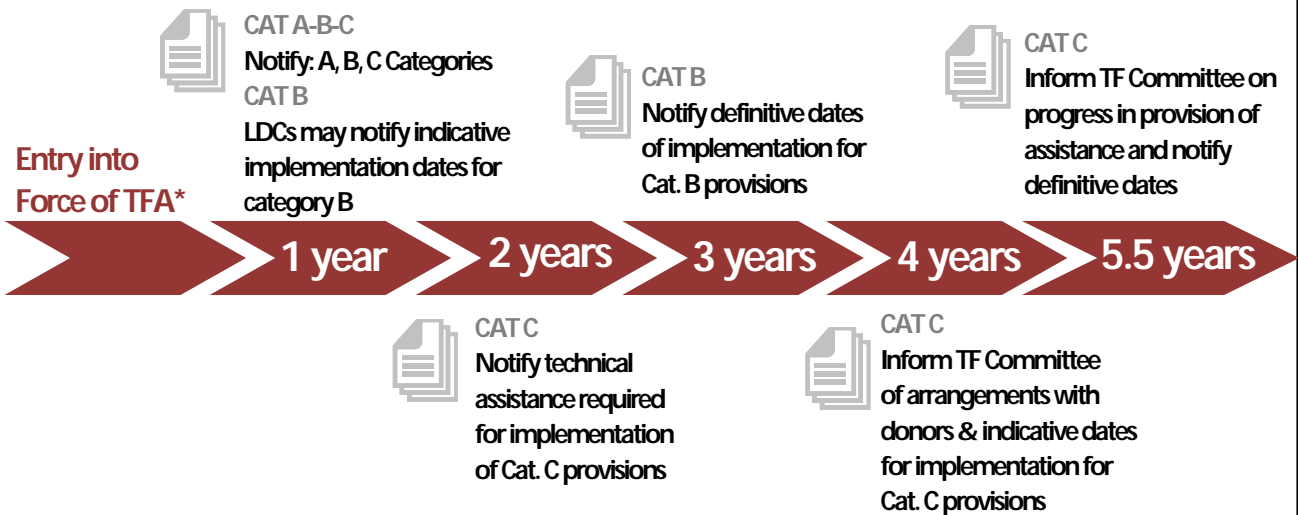 CAT A-B-C
Notify: A, B, C Categories
CAT B
LDCs may notify indicative
implementation dates for
category B
CAT B
Notify definitive dates
of implementation for
Cat. B provisions
CAT C
Inform TF Committee on
progress in provision of
assistance and notify
definitive dates
Entry into
Force of TFA*
1 year
2 years
3 years
4 years
5.5 years
CAT C
Notify technical
assistance required
for implementation
of Cat. C provisions
CAT C
Inform TF Committee
of arrangements with
donors & indicative dates
for implementation for
Cat. C provisions